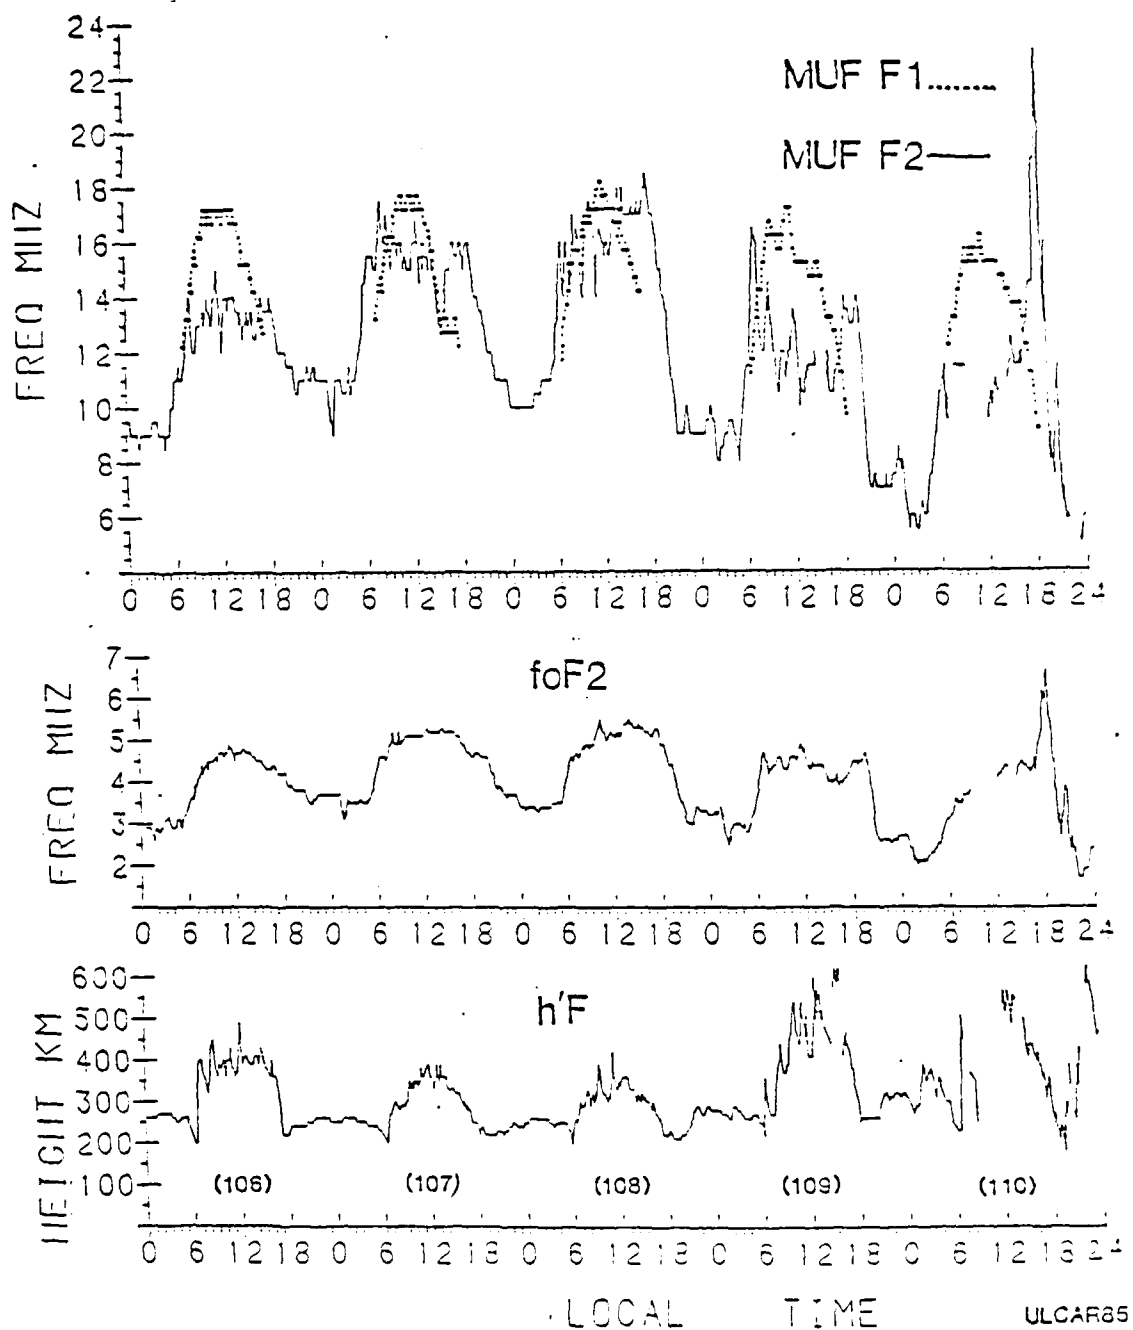 24
22
20
18
16
14
12
10
8
6
FREQ MHZ
MUF F1
MUF F2
0 6 12 18 0 6 12 18 0 6 12 18 0 6 12 18 0 6 12 18 24
7
6
5
4
3
2
FREQ MHZ
foF2
0 6 12 18 0 6 12 18 0 6 12 18 0 6 12 18 0 6 12 18 24
600
500
400
300
200
100
HEIGHT KM
h'F
(106) (107) (108) (109) (110)
0 6 12 18 0 6 12 18 0 6 12 18 0 6 12 18 0 6 12 18 24
LOCAL TIME
ULCAR85